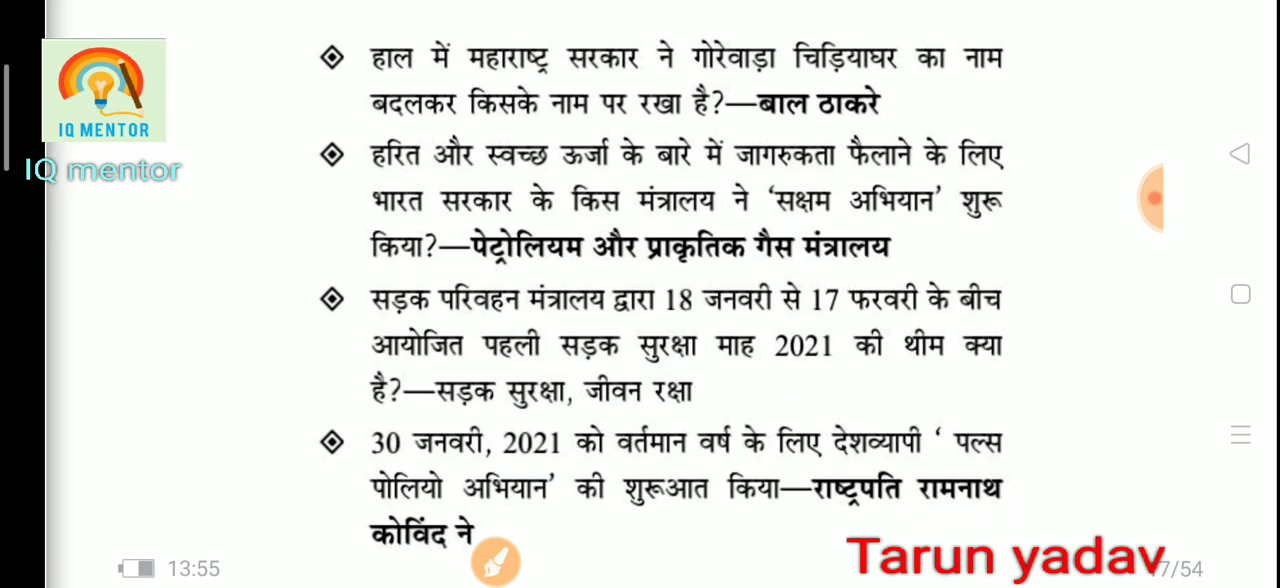 IQ MENTOR
IQ mentor
हाल में महाराष्ट्र सरकार ने गोरेवाड़ा चिड़ियाघर का नाम
बदलकर किसके नाम पर रखा है?—बाल ठाकरे
हरित और स्वच्छ ऊर्जा के बारे में जागरुकता फैलाने के लिए
भारत सरकार के किस मंत्रालय ने ‘सक्षम अभियान’ शुरू
किया?—पेट्रोलियम और प्राकृतिक गैस मंत्रालय
सड़क परिवहन मंत्रालय द्वारा 18 जनवरी से 17 फरवरी के बीच
आयोजित पहली सड़क सुरक्षा माह 2021 की थीम क्या
है?—सड़क सुरक्षा, जीवन रक्षा
30 जनवरी, 2021 को वर्तमान वर्ष के लिए देशव्यापी ‘ पल्स
पोलियो अभियान’ की शुरूआत किया—राष्ट्रपति रामनाथ
कोविंद ने
Tarun yadav
13:55
7/54